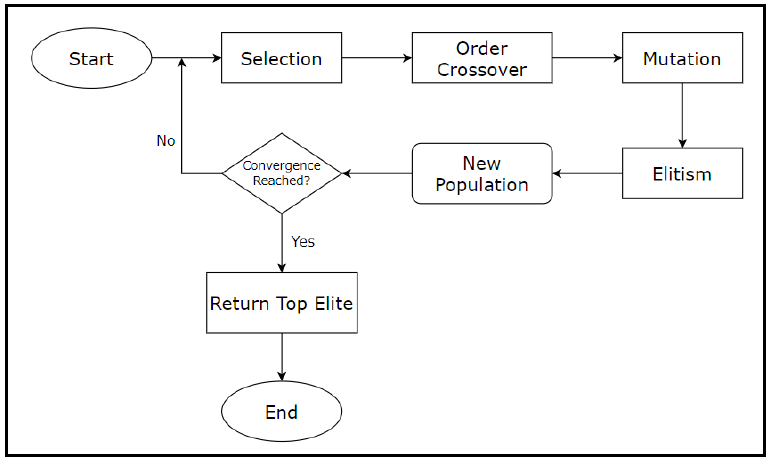 Start
Selection
Order
Crossover
Mutation
No
Convergence
Reached?
New
Population
Elitism
Yes
Return Top Elite
End